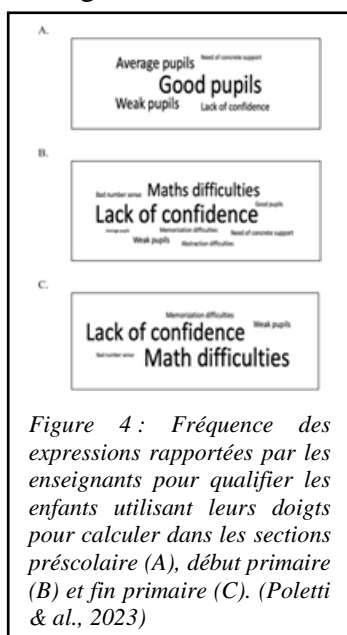 A.
Average pupils Need of concrete support
Good pupils
Weak pupils Lack of confidence
B.
Bad number sense Maths difficulties
Good pupils
Lack of confidence
Average pupils Memorization difficulties Need of concrete support
Weak pupils Abstraction difficulties
C.
Memorization difficulties
Lack of confidence Weak pupils
Bad number sense Math difficulties
Figure 4 : Fréquence des
expressions rapportées par les
enseignants pour qualifier les
enfants utilisant leurs doigts
pour calculer dans les sections
préscolaire (A), début primaire
(B) et fin primaire (C). (Poletti
& al., 2023)